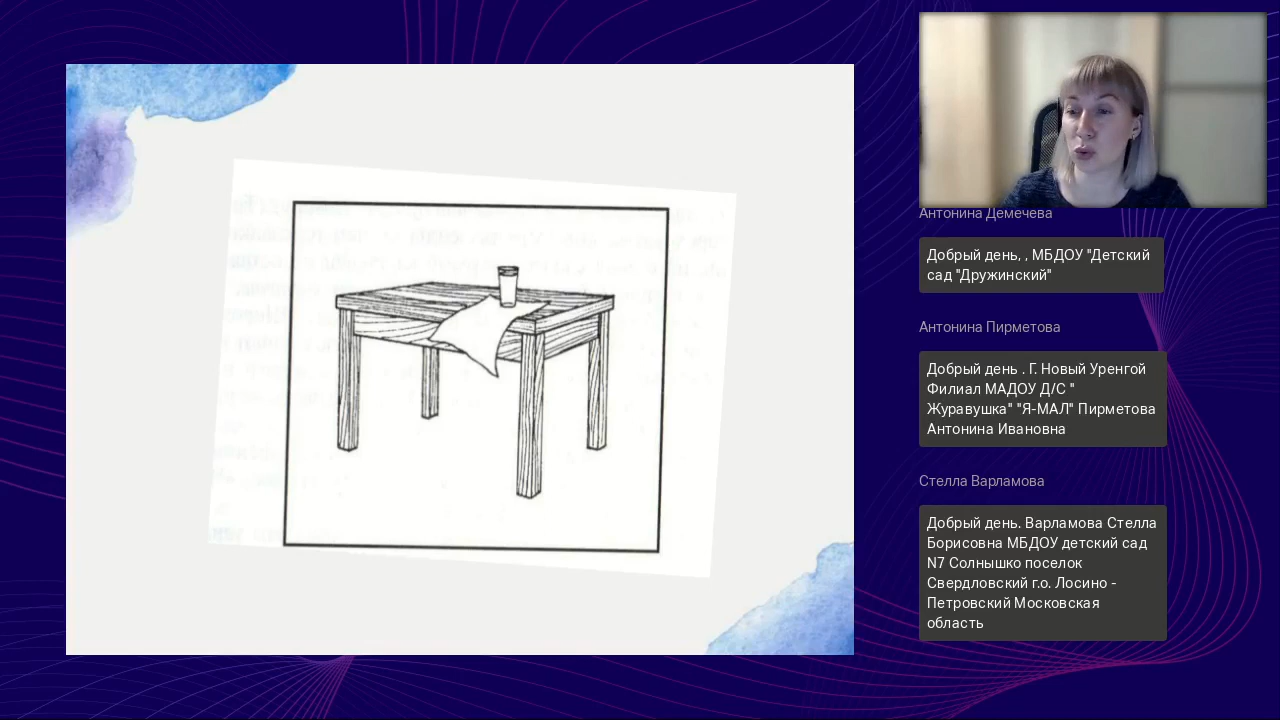 Антонина Демечева
Добрый день, , МБДОУ "Детский
сад "Дружинский"
Антонина Пирметова
Добрый день . Г. Новый Уренгой
Филиал МАДОУ Д/С "
Журавушка" "Я-МАЛ" Пирметова
Антонина Ивановна
Стелла Варламова
Добрый день. Варламова Стелла
Борисовна МБДОУ детский сад
N7 Солнышко поселок
Свердловский г.о. Лосино -
Петровский Московская
область